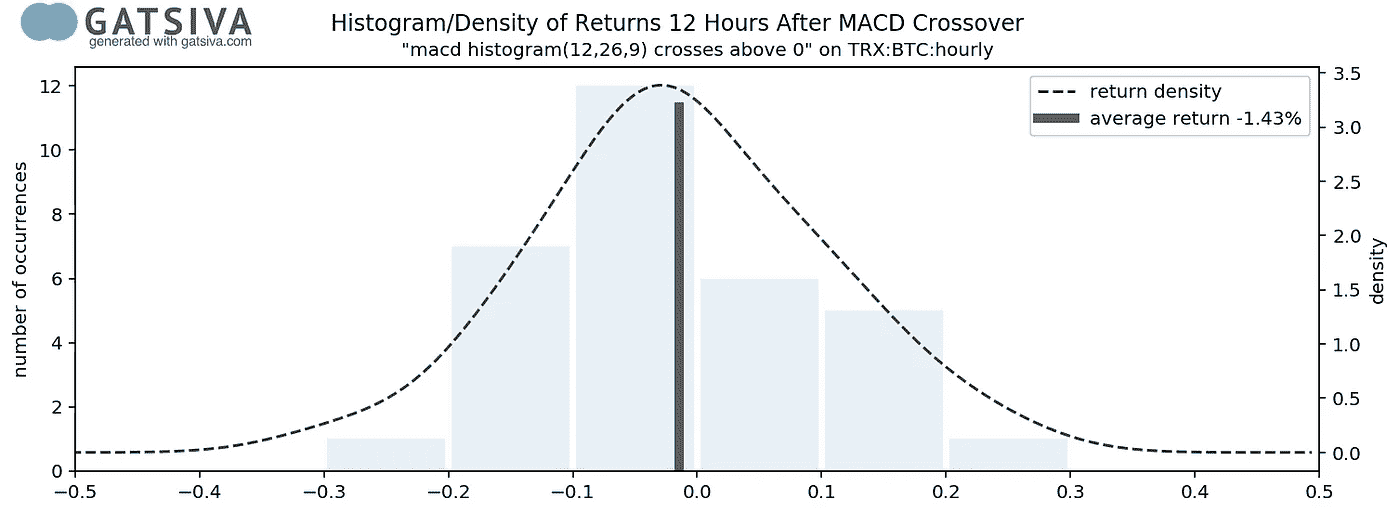 GATSIVA
generated with gatsiva.com
Histogram/Density of Returns 12 Hours After MACD Crossover
"macd histogram(12,26,9) crosses above 0" on TRX:BTC:hourly
return density
average return -1.43%
number of occurrences
12
10
8
6
4
2
0
density
3.5
3.0
2.5
2.0
1.5
1.0
0.5
0.0
−0.5 −0.4 −0.3 −0.2 −0.1 0.0 0.1 0.2 0.3 0.4 0.5